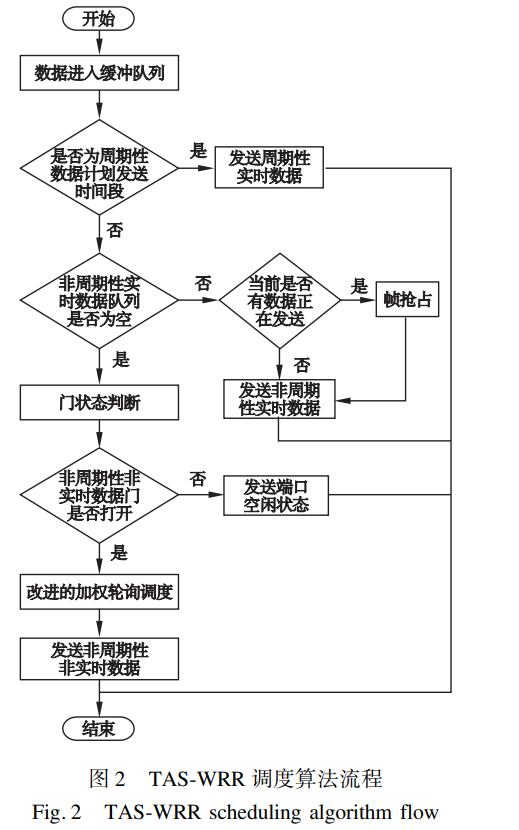 开始
数据进入缓冲队列
是否为周期性
数据计划发送
时间段
是
发送周期性
实时数据
否
非周期性实
时数据队列
是否为空
否
当前是否
有数据正
在发送
是
帧抢占
是
否
门状态判断
发送非周期
性实时数据
非周期性非
实时数据门
是否打开
否
发送端口
空闲状态
是
改进的加权轮询调度
发送非周期性
非实时数据
结束
图 2 TAS-WRR 调度算法流程
Fig. 2 TAS-WRR scheduling algorithm flow